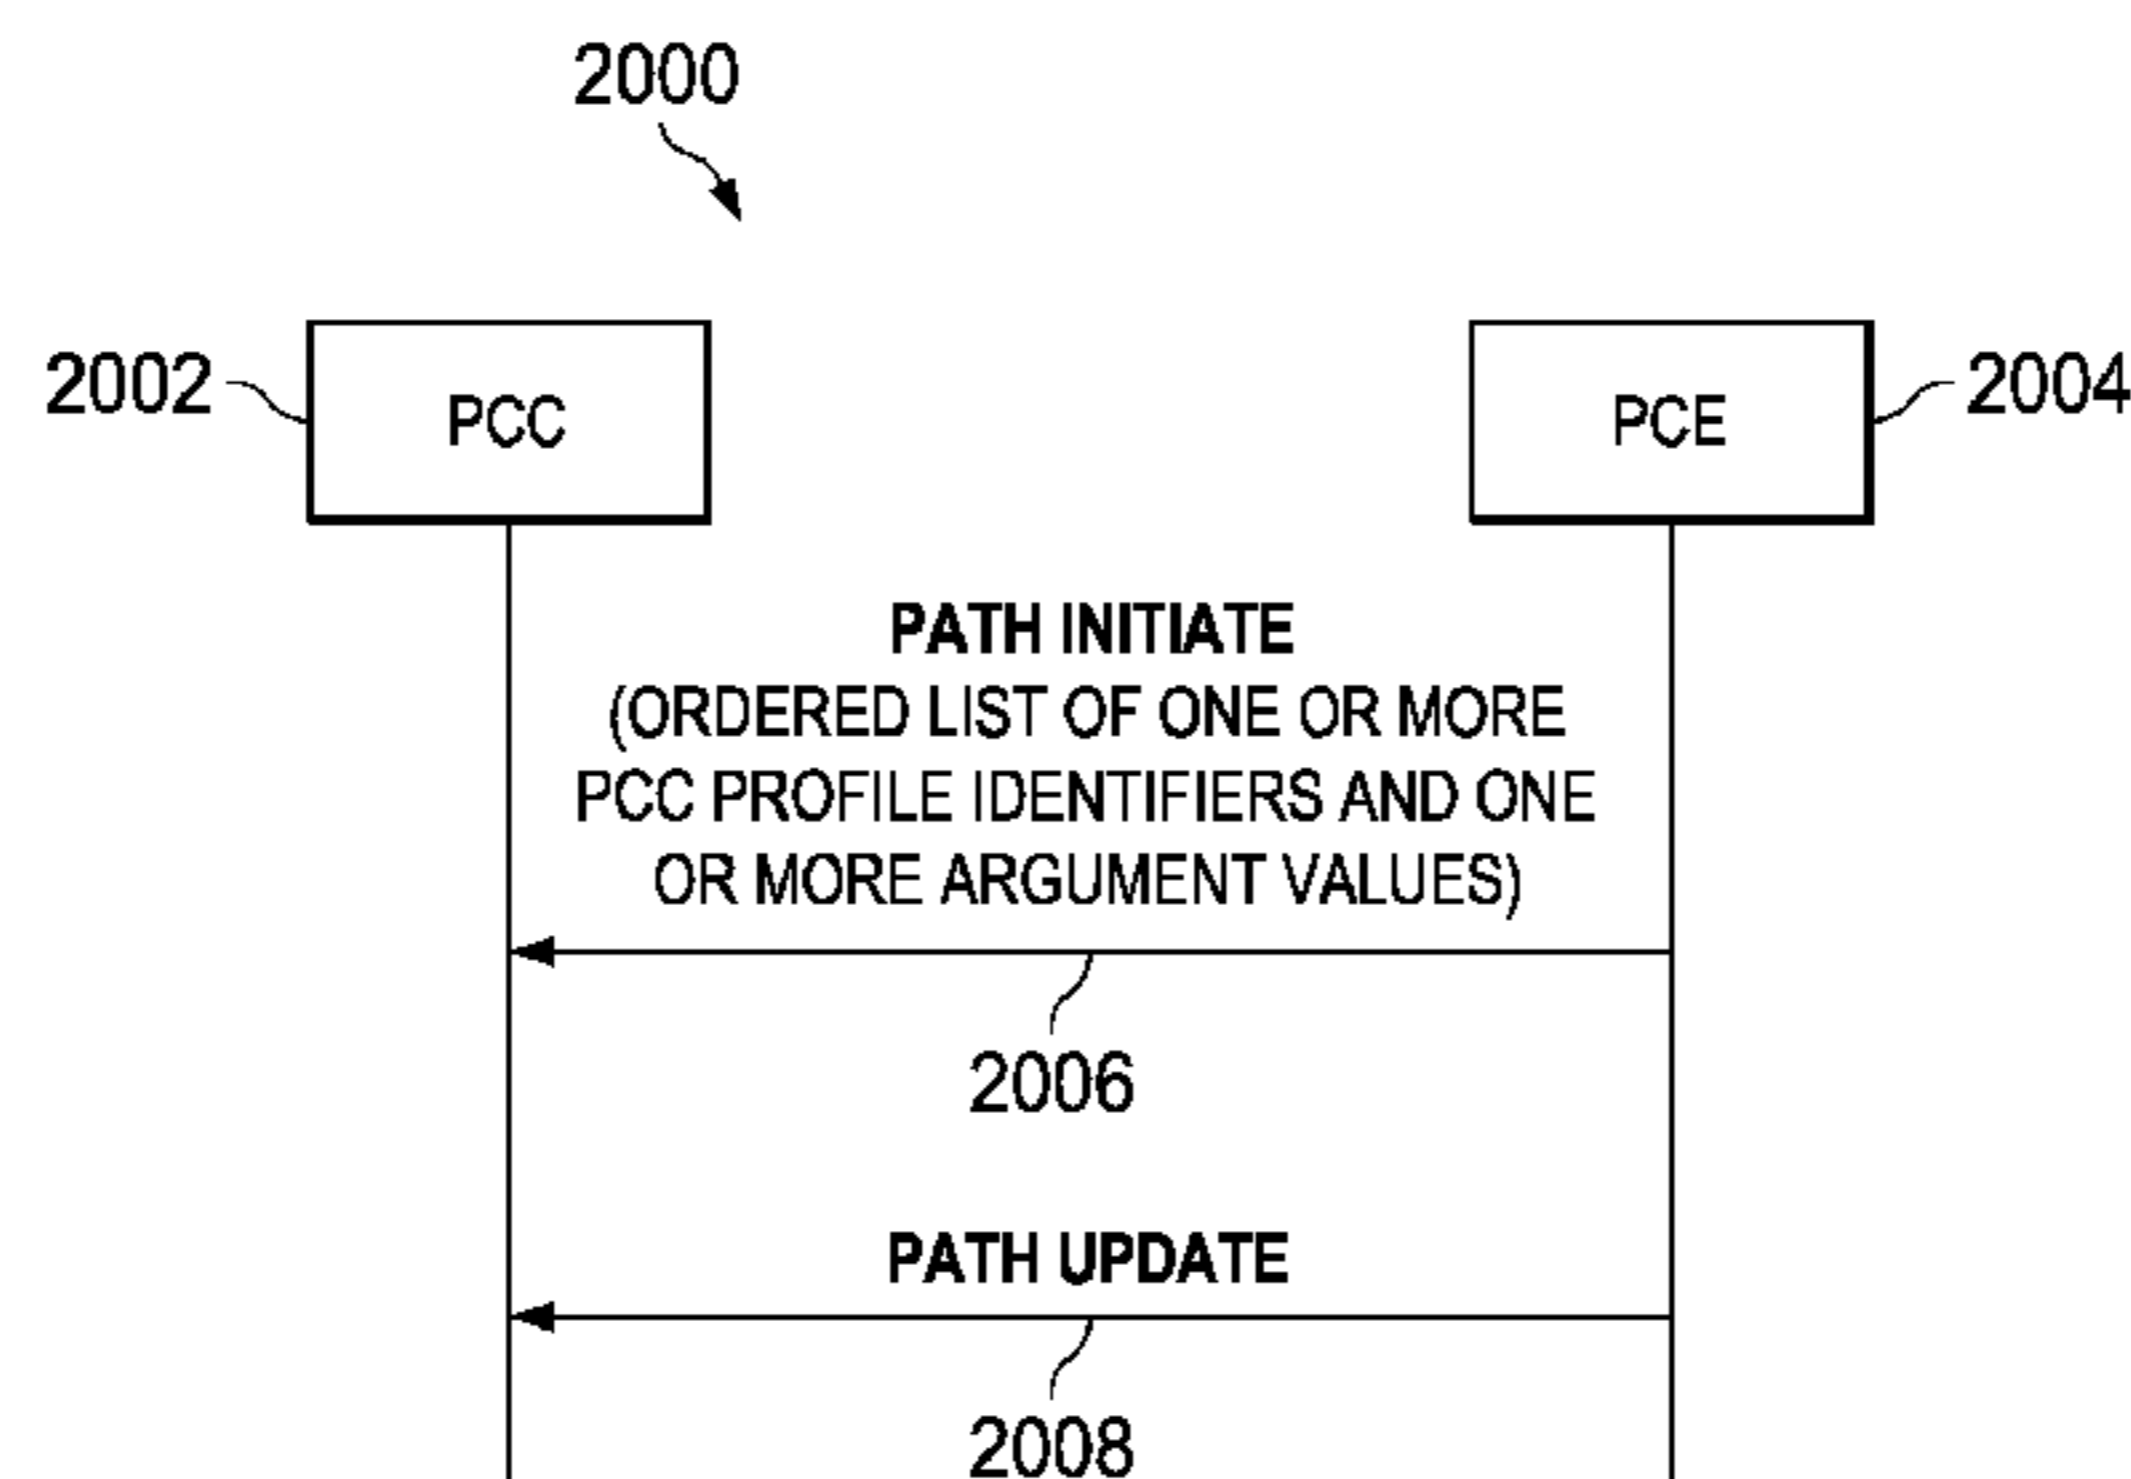 2000
2002
PCC
PCE
2004
PATH INITIATE
(ORDERED LIST OF ONE OR MORE
PCC PROFILE IDENTIFIERS AND ONE
OR MORE ARGUMENT VALUES)
2006
PATH UPDATE
2008